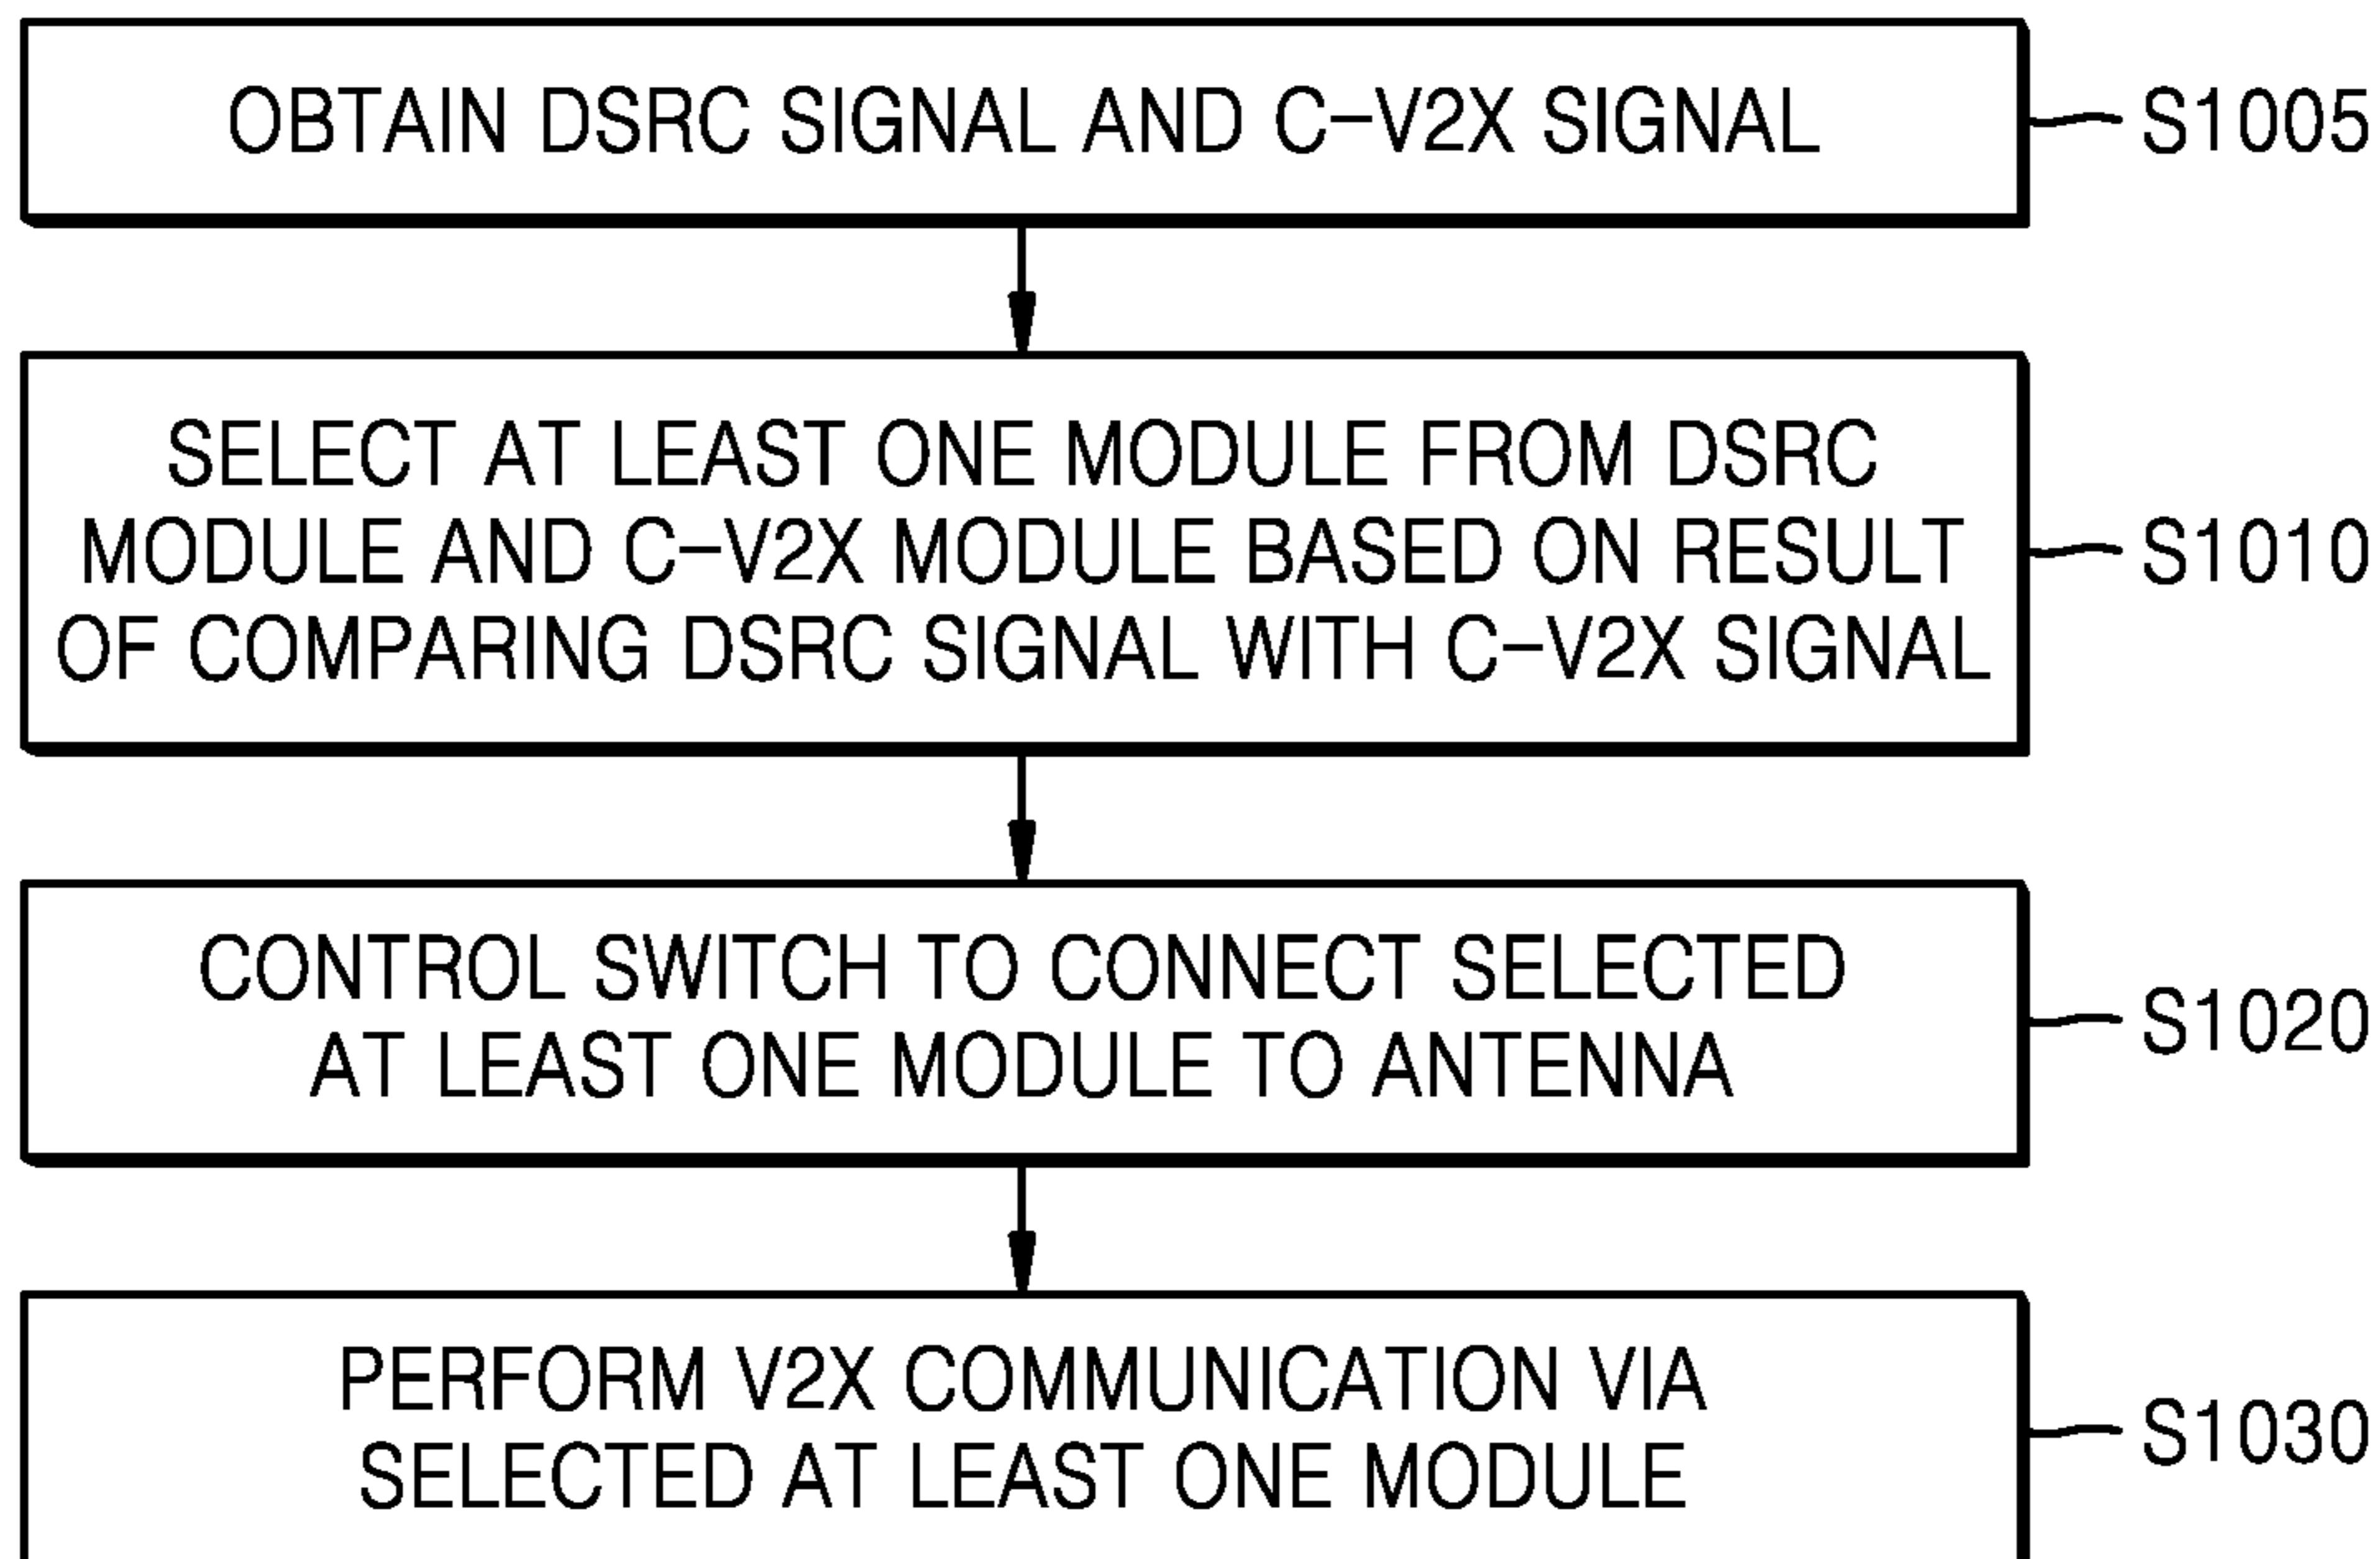 OBTAIN DSRC SIGNAL AND C-V2X SIGNAL
S1005
SELECT AT LEAST ONE MODULE FROM DSRC
MODULE AND C-V2X MODULE BASED ON RESULT
OF COMPARING DSRC SIGNAL WITH C-V2X SIGNAL
S1010
CONTROL SWITCH TO CONNECT SELECTED
AT LEAST ONE MODULE TO ANTENNA
S1020
PERFORM V2X COMMUNICATION VIA
SELECTED AT LEAST ONE MODULE
S1030